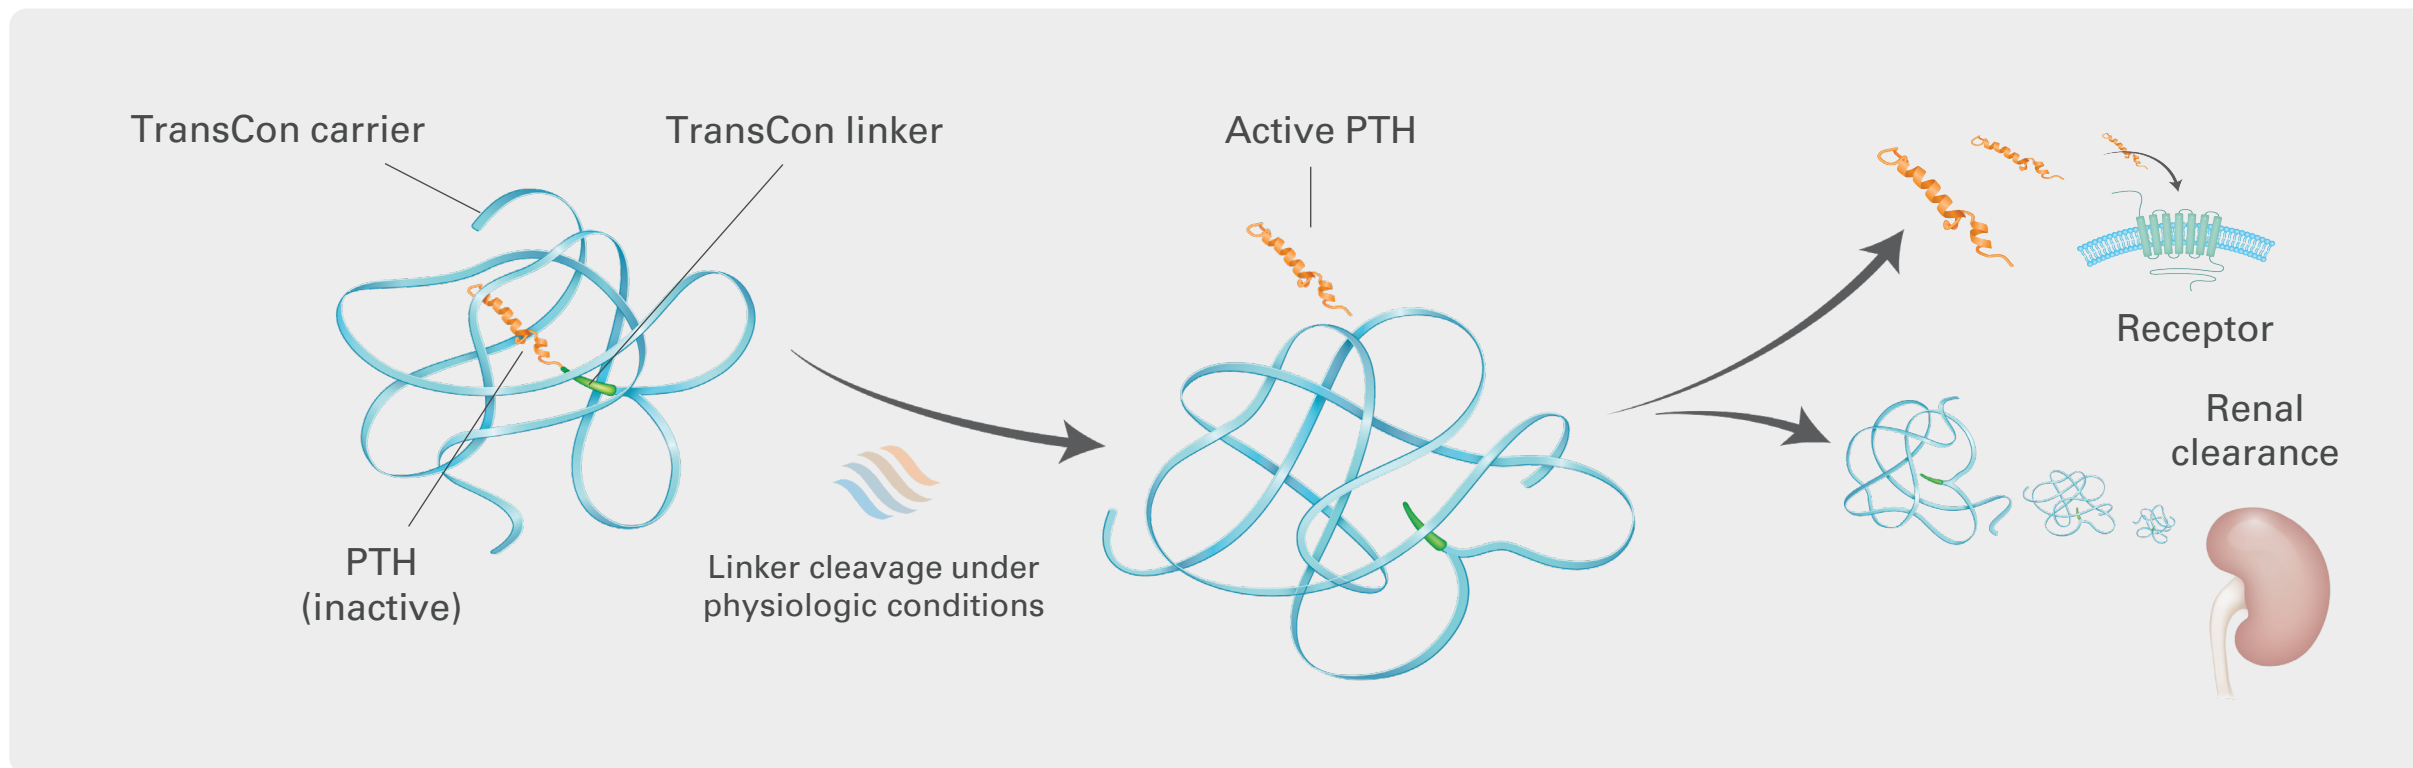 TransCon carrier
TransCon linker
Active PTH
Receptor
Renal
clearance
PTH
(inactive)
Linker cleavage under
physiologic conditions